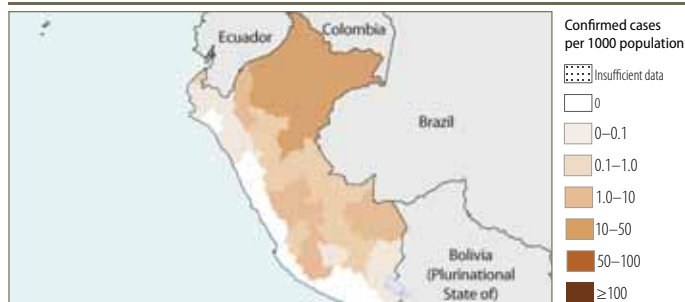 Ecuador
Colombia
Brazil
Bolivia
(Plurinational
State of)
Confirmed cases
per 1000 population
Insufficient data
0
0–0.1
0.1–1.0
1.0–10
10–50
50–100
≥100